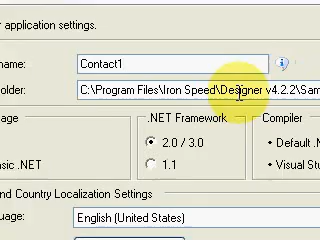 r application settings.
name: Contact1
older: C:\Program Files\Iron Speed\Designer v4.2.2\Sam
age .NET Framework Compiler
2.0 / 3.0 Default .N
asic .NET 1.1 Visual Stu
nd Country Localization Settings
uage: English (United States)